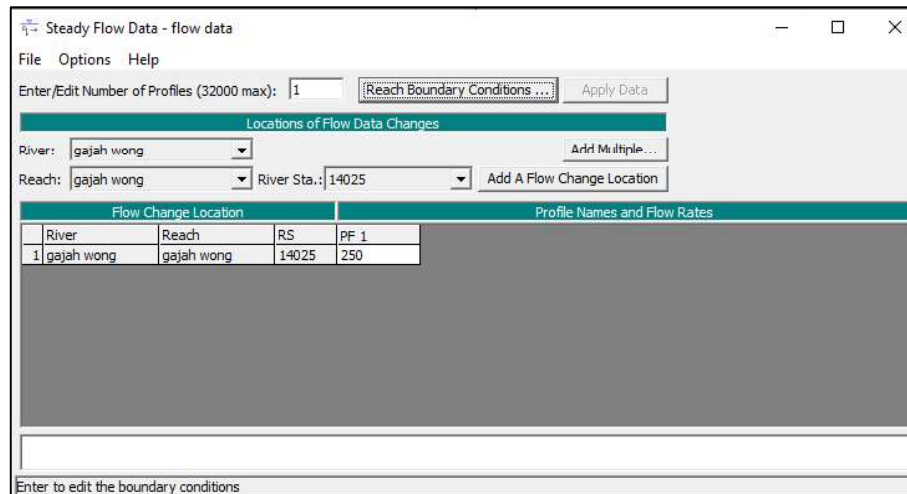 Steady Flow Data - flow data
File Options Help
Enter/Edit Number of Profiles (32000 max): 1 Reach Boundary Conditions ... Apply Data
Locations of Flow Data Changes
River: gajah wong Add Multiple...
Reach: gajah wong River Sta.: 14025 Add A Flow Change Location
Flow Change Location Profile Names and Flow Rates
River Reach RS PF 1
1 gajah wong gajah wong 14025 250
Enter to edit the boundary conditions